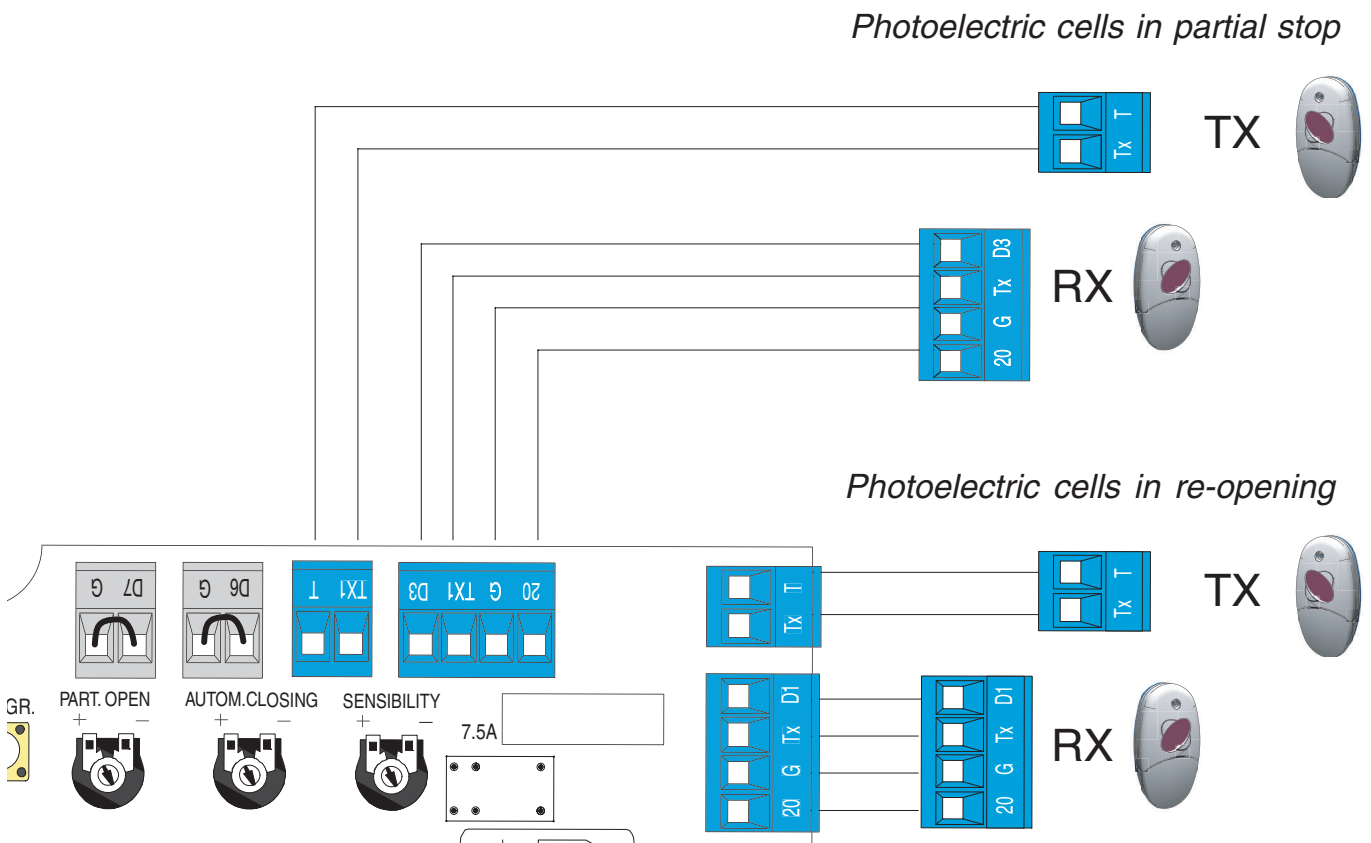 Photoelectric cells in partial stop
T
Tx
TX
D3
Tx
G
20
RX
Photoelectric cells in re-opening
T
Tx
TX
G D7
G D6
T TX1
D3 TX1 G 20
T
Tx
GR.
PART. OPEN
+ −
AUTOM.CLOSING
+ −
SENSIBILITY
+ −
7.5A
D1
Tx
G
20
D1
Tx
G
20
RX